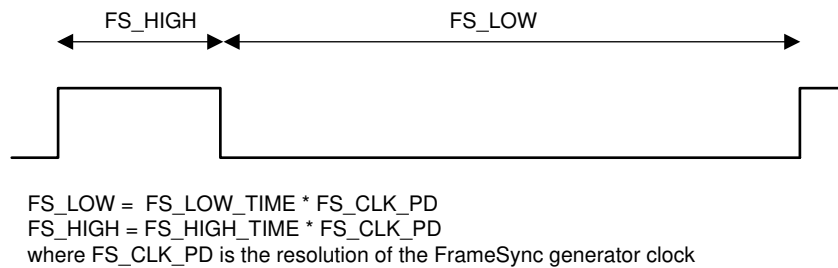 FS_HIGH FS_LOW
FS_LOW = FS_LOW_TIME * FS_CLK_PD
FS_HIGH = FS_HIGH_TIME * FS_CLK_PD
where FS_CLK_PD is the resolution of the FrameSync generator clock